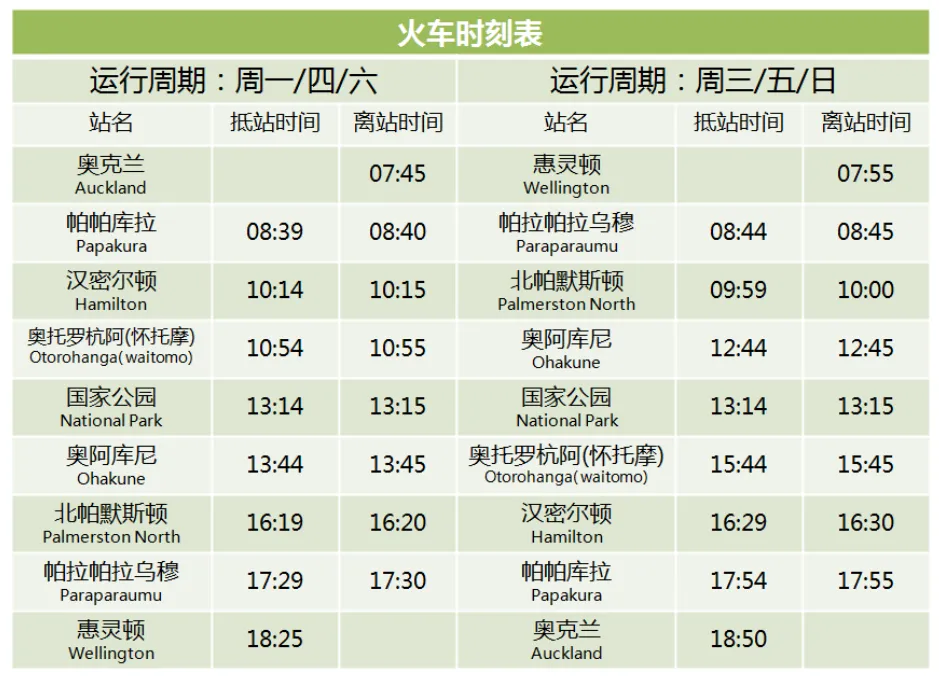 火车时刻表
运行周期：周一/四/六 运行周期：周三/五/日
站名 抵站时间 离站时间 站名 抵站时间 离站时间
奥克兰 07:45 惠灵顿 07:55
Auckland Wellington
帕帕库拉 08:39 08:40 帕拉帕拉乌穆 08:44 08:45
Papakura Paraparaumu
汉密尔顿 10:14 10:15 北帕默斯顿 09:59 10:00
Hamilton Palmerston North
奥托罗杭阿(怀托摩) 10:54 10:55 奥阿库尼 12:44 12:45
Otorohanga(waitomo) Ohakune
国家公园 13:14 13:15 国家公园 13:14 13:15
National Park National Park
奥阿库尼 13:44 13:45 奥托罗杭阿(怀托摩) 15:44 15:45
Ohakune Otorohanga(waitomo)
北帕默斯顿 16:19 16:20 汉密尔顿 16:29 16:30
Palmerston North Hamilton
帕拉帕拉乌穆 17:29 17:30 帕帕库拉 17:54 17:55
Paraparaumu Papakura
惠灵顿 18:25 奥克兰 18:50
Wellington Auckland